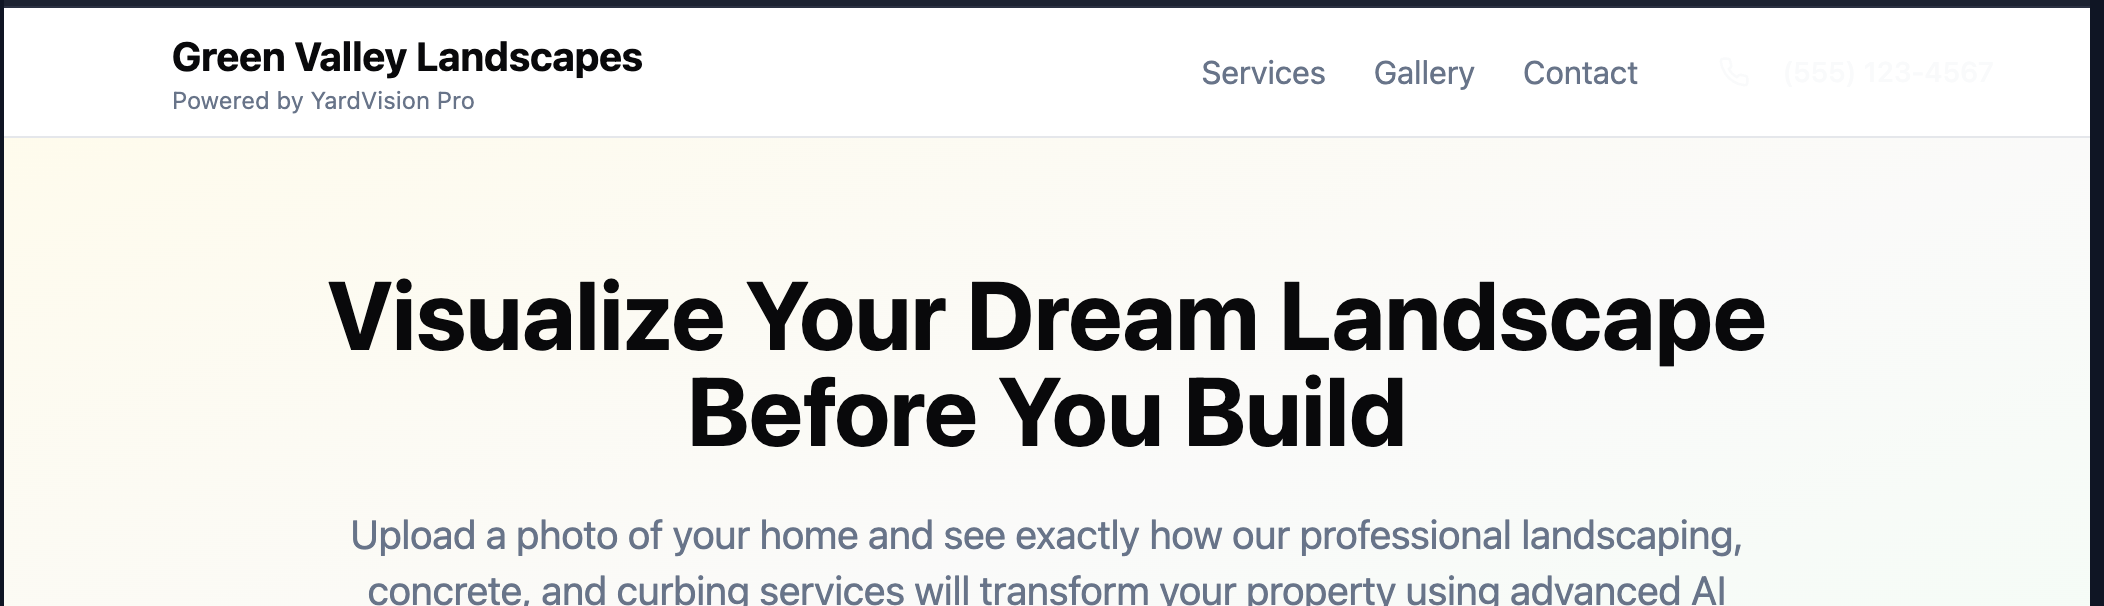 Green Valley Landscapes
Powered by YardVision Pro
Services Gallery Contact (555) 123-4567
Visualize Your Dream Landscape
Before You Build
Upload a photo of your home and see exactly how our professional landscaping,
concrete, and curbing services will transform your property using advanced AI